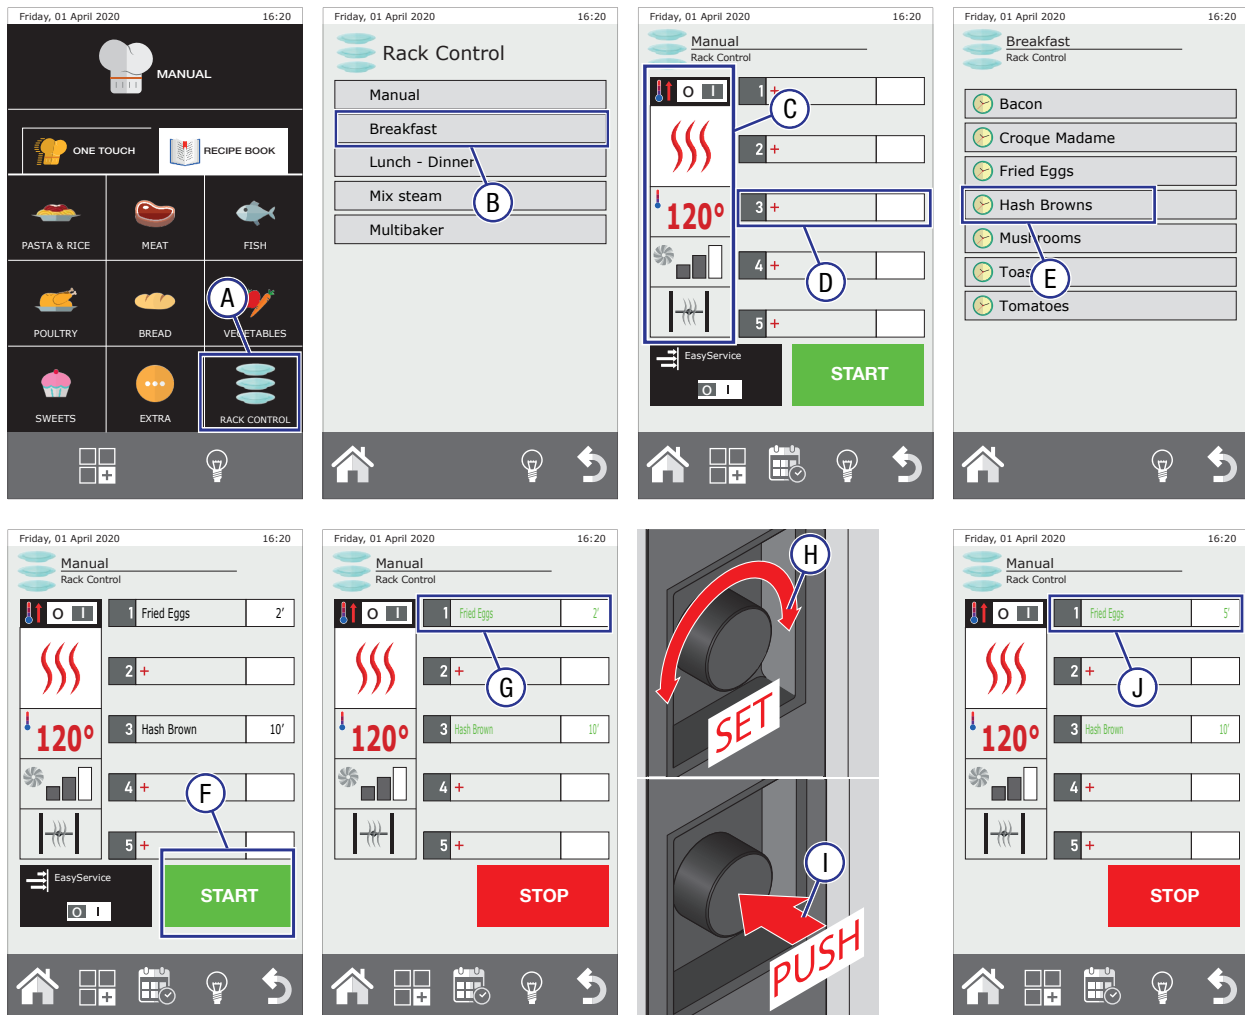 Friday, 01 April 2020 16:20
MANUAL
ONE TOUCH RECIPE BOOK
PASTA & RICE MEAT FISH
A
POULTRY BREAD VEGETABLES
SWEETS EXTRA RACK CONTROL
Friday, 01 April 2020 16:20
Rack Control
Manual
Breakfast
Lunch - Dinner
Mix steam
B
Multibaker
Friday, 01 April 2020 16:20
Manual
Rack Control
O I
1 +
C
2 +
120°
3 +
4 +
D
5 +
EasyService
O I
START
Friday, 01 April 2020 16:20
Breakfast
Rack Control
Bacon
Croque Madame
Fried Eggs
Hash Browns
Mushrooms
E
Tomatoes
Friday, 01 April 2020 16:20
Manual
Rack Control
O I
1 Fried Eggs 2'
2 +
120°
3 Hash Brown 10'
4 +
F
5 +
EasyService
O I
START
Friday, 01 April 2020 16:20
Manual
Rack Control
O I
1 Fried Eggs 2'
2 +
G
120°
3 Hash Brown 10'
4 +
5 +
STOP
H
SET
I
PUSH
Friday, 01 April 2020 16:20
Manual
Rack Control
O I
1 Fried Eggs 5'
2 +
J
120°
3 Hash Brown 10'
4 +
5 +
STOP